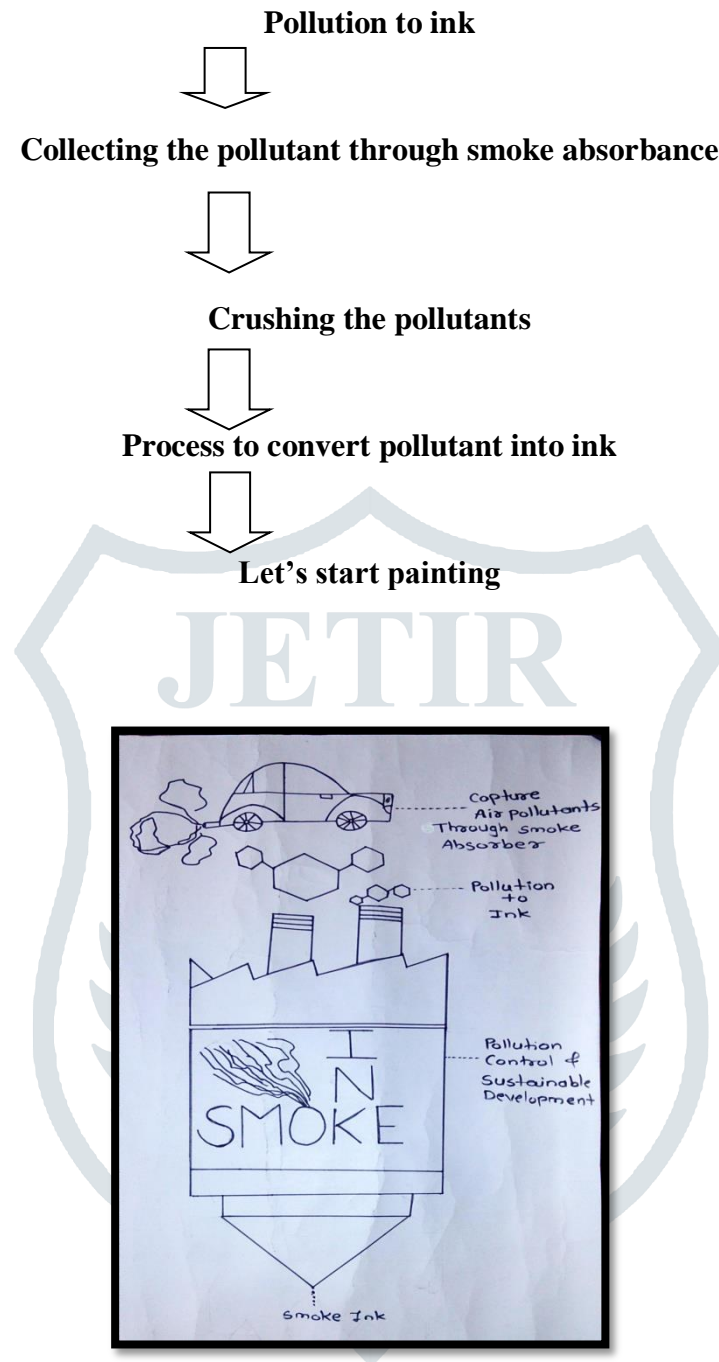 Pollution to ink
Collecting the pollutant through smoke absorbance
Crushing the pollutants
Process to convert pollutant into ink
Let’s start painting
JETIR
Capture
Air Pollutants
Through Smoke
Absorber
Pollution
to
Ink
Pollution
Control &
Sustainable
Development
I
N
SMOKE
Smoke Ink